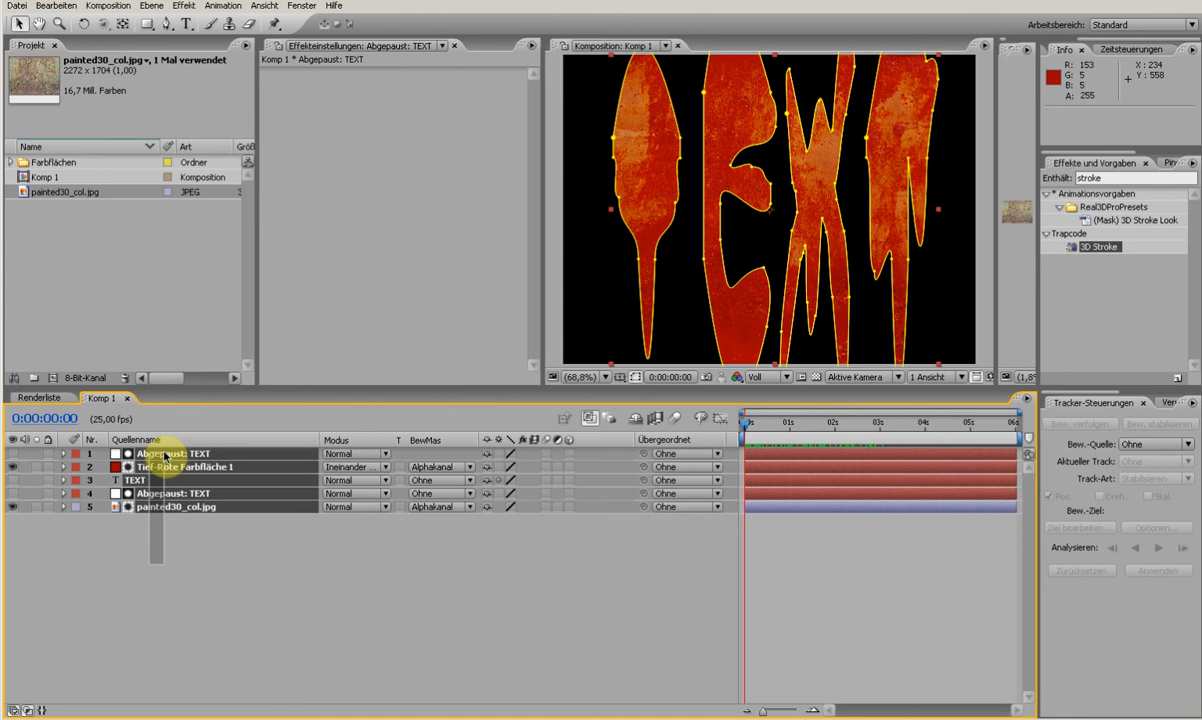 Datei Bearbeiten Komposition Ebene Effekt Animation Ansicht Fenster Hilfe
Arbeitsbereich: Standard
Projekt ×
painted30_col.jpg, 1 Mal verwendet
2272 x 1704 (1,00)
16,7 Mill. Farben
Name Art Größ
Farbflächen Ordner
Komp 1 Komposition
painted30_col.jpg JPEG 3
8-Bit-Kanal
Effekteinstellungen: Abgepaust: TEXT ×
Komp 1 * Abgepaust: TEXT
Komposition: Komp 1 ×
TEXT
(68,8%) 0:00:00:00 Voll Aktive Kamera 1 Ansicht (1,8
Info × Zeitsteuerungen
R: 153
G: 5
B: 5
A: 255
X : 234
Y : 558
Effekte und Vorgaben × Pin
Enthält: stroke
* Animationsvorgaben
Real3DProPresets
(Mask) 3D Stroke Look
Trapcode
3D Stroke
Renderliste Komp 1 ×
0:00:00:00 (25,00 fps)
Nr. Quellenname Modus T BewMas Übergeordnet
00s 01s 02s 03s 04s 05s 06s
1 Abgepaust: TEXT Normal Ohne
2 Tief-Rote Farbfläche 1 Ineinander ... Alphakanal Ohne
3 T TEXT Normal Ohne Ohne
4 Abgepaust: TEXT Normal Ohne Ohne
5 painted30_col.jpg Normal Alphakanal Ohne
Tracker-Steuerungen × Ver
Bew. verfolgen Bew. stabilisieren
Bew.-Quelle: Ohne
Aktueller Track: Ohne
Track-Art: Stabilisieren
Pos. Dreh. Skal.
Bew.-Ziel:
Ziel bearbeiten... Optionen...
Analysieren:
Zurücksetzen Anwenden